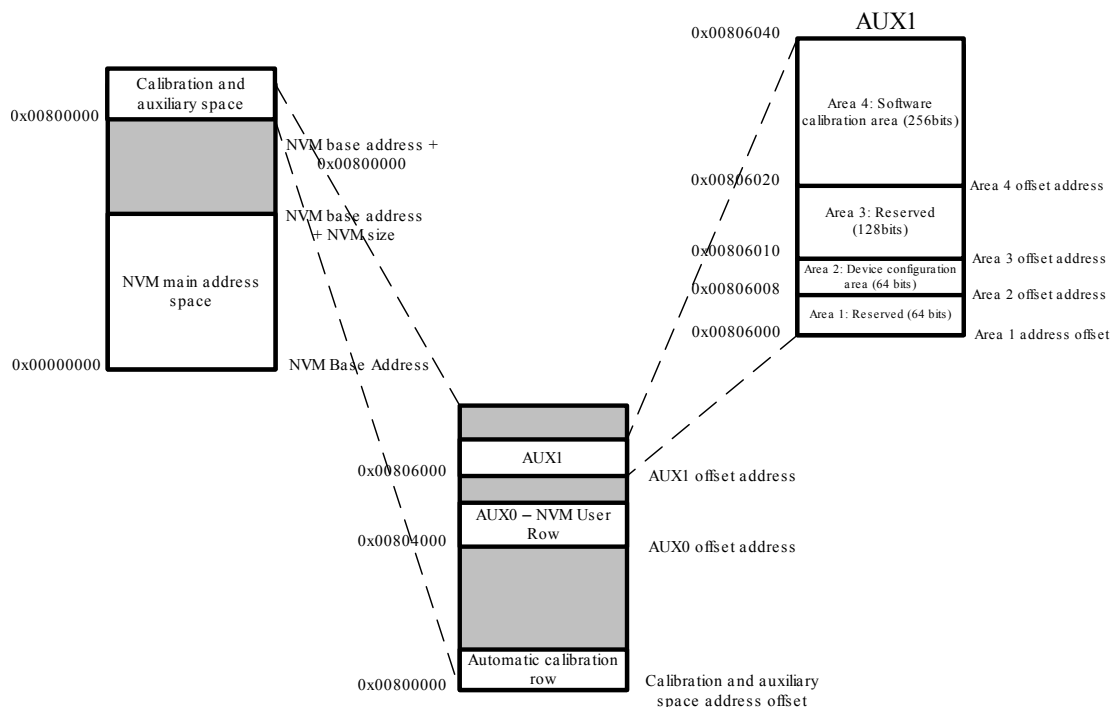 AUX1
0x00806040
Area 4: Software
calibration area (256bits)
0x00806020
Area 4 offset address
Area 3: Reserved
(128bits)
0x00806010
Area 3 offset address
Area 2: Device configuration
area (64 bits)
0x00806008
Area 2 offset address
Area 1: Reserved (64 bits)
0x00806000
Area 1 address offset
Calibration and
auxiliary space
0x00800000
NVM base address +
0x00800000
NVM base address
+ NVM size
NVM main address
space
0x00000000
NVM Base Address
AUX1
0x00806000
AUX1 offset address
AUX0 – NVM User
Row
0x00804000
AUX0 offset address
Automatic calibration
row
0x00800000
Calibration and auxiliary
space address offset